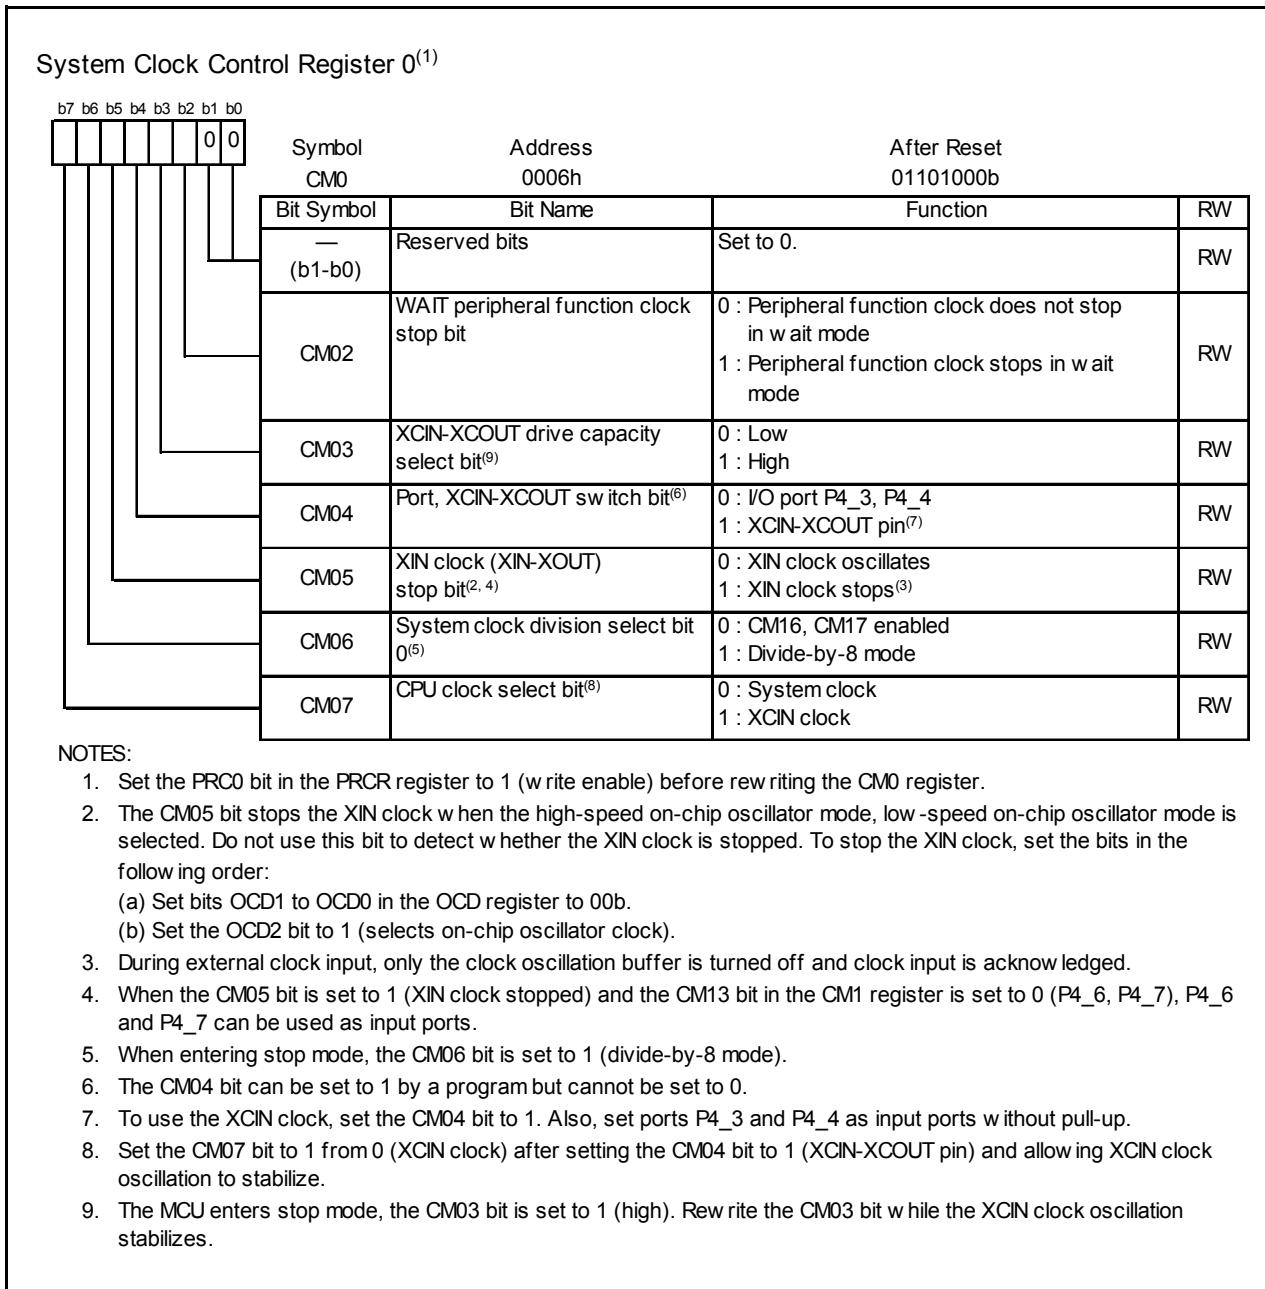 System Clock Control Register 0(1)
b7 b6 b5 b4 b3 b2 b1 b0
0 0
Symbol Address After Reset
CM0 0006h 01101000b
Bit Symbol Bit Name Function RW
— (b1-b0) Reserved bits Set to 0. RW
CM02 WAIT peripheral function clock stop bit
0 : Peripheral function clock does not stop
in wait mode
1 : Peripheral function clock stops in wait
mode
RW
CM03 XCIN-XCOUT drive capacity select bit(9)
0 : Low
1 : High
RW
CM04 Port, XCIN-XCOUT switch bit(6)
0 : I/O port P4_3, P4_4
1 : XCIN-XCOUT pin(7)
RW
CM05 XIN clock (XIN-XOUT) stop bit(2, 4)
0 : XIN clock oscillates
1 : XIN clock stops(3)
RW
CM06 System clock division select bit 0(5)
0 : CM16, CM17 enabled
1 : Divide-by-8 mode
RW
CM07 CPU clock select bit(8)
0 : System clock
1 : XCIN clock
RW
NOTES:
1. Set the PRC0 bit in the PRCR register to 1 (write enable) before rewriting the CM0 register.
2. The CM05 bit stops the XIN clock when the high-speed on-chip oscillator mode, low-speed on-chip oscillator mode is
selected. Do not use this bit to detect whether the XIN clock is stopped. To stop the XIN clock, set the bits in the
following order:
(a) Set bits OCD1 to OCD0 in the OCD register to 00b.
(b) Set the OCD2 bit to 1 (selects on-chip oscillator clock).
3. During external clock input, only the clock oscillation buffer is turned off and clock input is acknowledged.
4. When the CM05 bit is set to 1 (XIN clock stopped) and the CM13 bit in the CM1 register is set to 0 (P4_6, P4_7), P4_6
and P4_7 can be used as input ports.
5. When entering stop mode, the CM06 bit is set to 1 (divide-by-8 mode).
6. The CM04 bit can be set to 1 by a program but cannot be set to 0.
7. To use the XCIN clock, set the CM04 bit to 1. Also, set ports P4_3 and P4_4 as input ports without pull-up.
8. Set the CM07 bit to 1 from 0 (XCIN clock) after setting the CM04 bit to 1 (XCIN-XCOUT pin) and allowing XCIN clock
oscillation to stabilize.
9. The MCU enters stop mode, the CM03 bit is set to 1 (high). Rewrite the CM03 bit while the XCIN clock oscillation
stabilizes.